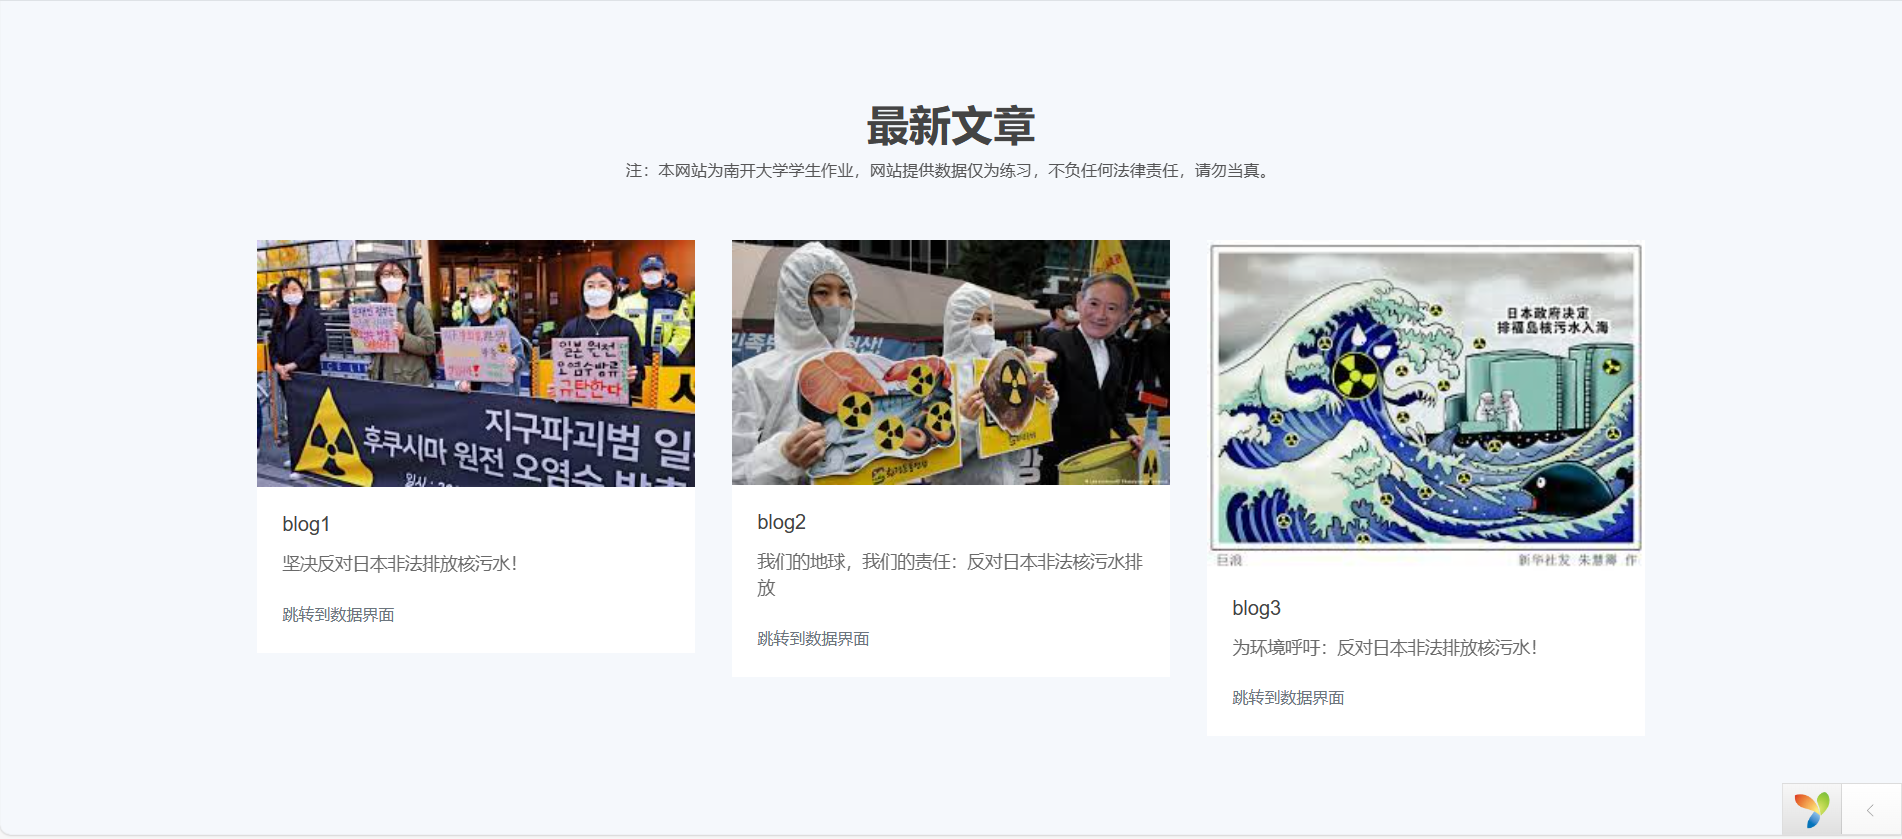 最新文章
注：本网站为南开大学学生作业，网站提供数据仅为练习，不负任何法律责任，请勿当真。
일본 원전
오염수 방류
규탄한다
지구파괴범 일
후쿠시마 원전 오염수 방출
日本政府决定
排福岛核污水入海
巨浪
新华社发 朱慧卿 作
blog1
坚决反对日本非法排放核污水！
跳转到数据界面
blog2
我们的地球，我们的责任：反对日本非法核污水排
放
跳转到数据界面
blog3
为环境呼吁：反对日本非法排放核污水！
跳转到数据界面